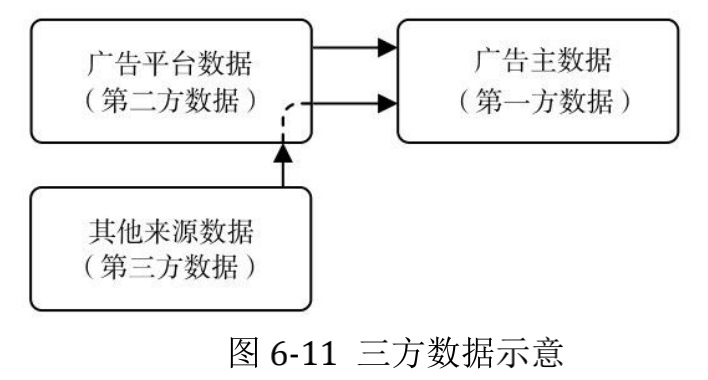 广告平台数据
（第二方数据）
广告主数据
（第一方数据）
其他来源数据
（第三方数据）
图 6-11 三方数据示意